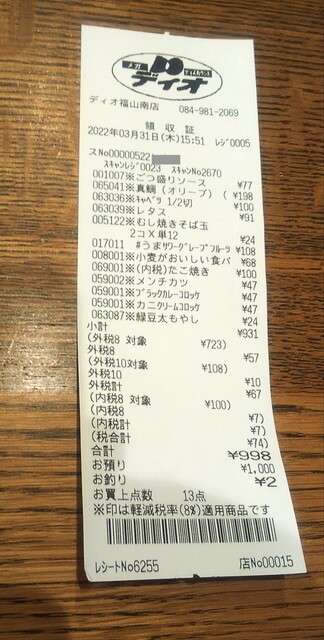 メガ ディスカウント
ディオ
ディオ福山南店 084-981-2069
領収証
2022年03月31日(木)15:51 レジ0005
スNo00000522
スキャンレジ0023 スキャンNo2670
001007※ごつ盛りソース ¥77
065041※真鯛(オリーブ) ( ¥198
063036※キャベツ 1/2切 ¥100
063039※レタス ¥91
005122※むし焼きそば玉
2コX単12 ¥24
017011 #うまサワーグレープフルーツ ¥108
008001※小麦がおいしい食パ ¥68
069001※(内税)たこ焼き ¥100
059002※メンチカツ ¥47
059001※ブラックカレーコロッケ ¥47
059001※カニクリームコロッケ ¥47
063087※緑豆太もやし ¥24
小計 ¥931
(外税8 対象 ¥723)
外税8 ¥57
(外税10対象 ¥108)
外税10 ¥10
外税計 ¥67
(内税8 対象 ¥100)
(内税8 ¥7)
(内税計 ¥7)
(税合計 ¥74)
合計 ¥998
お預り ¥1,000
お釣り ¥2
お買上点数 13点
※印は軽減税率(8%)適用商品です
レシートNo6255 店No00015